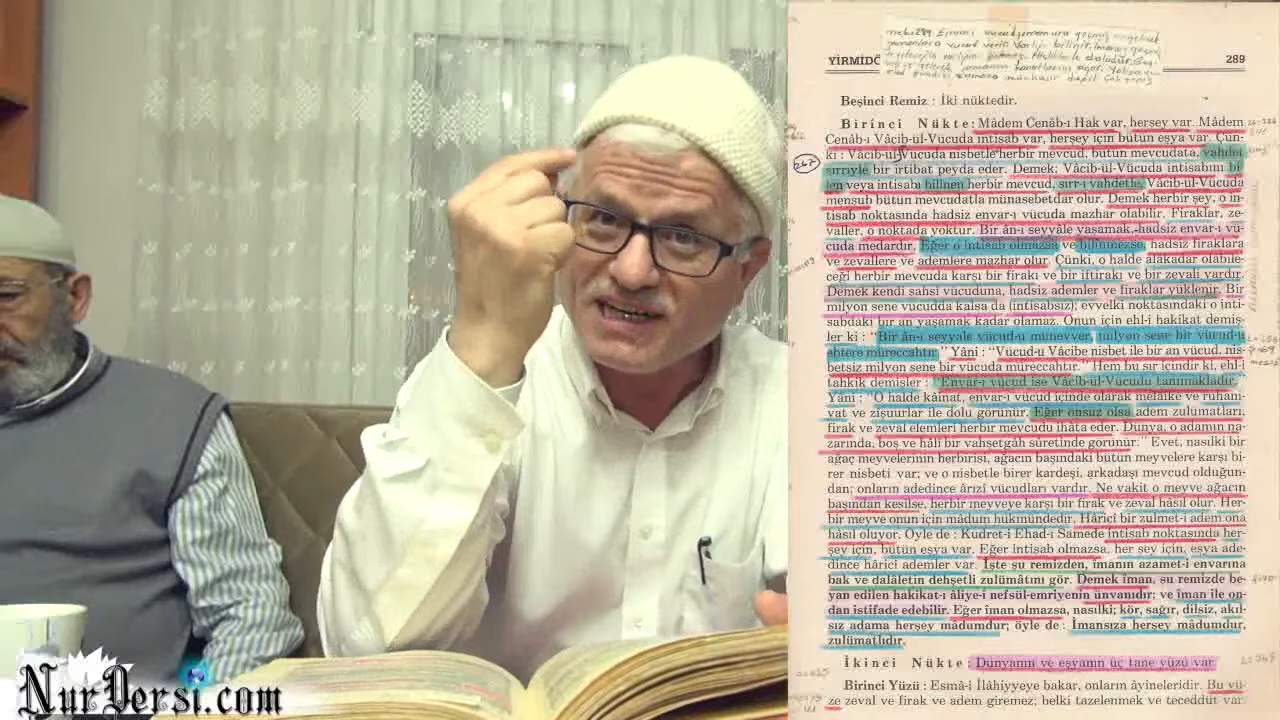 YİRMİDÖ
289
Beşinci Remiz : İki nüktedir.
Birinci Nükte: Mâdem Cenâb-ı Hak var, herşey var. Mâdem
Cenâb-ı Vâcib-ül-Vücuda intisab var, herşey için bütün eşya var. Çün-
ki : Vâcib-ül-Vücuda nisbetle herbir mevcud, bütün mevcudata, vahdet
sırriyle bir irtibat peyda eder. Demek: Vâcib-ül-Vücuda intisabını bi-
len veya intisabı bilinen herbir mevcud, sırr-ı vahdetle, Vâcib-ül-Vücuda
mensub bütün mevcudatla münasebetdar olur. Demek herbir şey, o in-
tisab noktasında hadsiz envar-ı vücuda mazhar olabilir. Firaklar, ze-
valler, o noktada yoktur. Bir ân-ı seyyâle yaşamak, hadsiz envar-ı vü-
cuda medardır. Eğer o intisab olmazsa ve bilinmezse, hadsiz firaklara
ve zevallere ve ademlere mazhar olur. Çünki, o halde alâkadar olabile-
ceği herbir mevcuda karşı bir firakı ve bir iftirakı ve bir zevali vardır.
Demek kendi şahsî vücuduna, hadsiz ademler ve firaklar yüklenir. Bir
milyon sene vücudda kalsa da (intisabsız); evvelki noktasındaki o inti-
sabdaki bir an yaşamak kadar olamaz. Onun için ehl-i hakikat demiş-
ler ki : "Bir ân-ı seyyâle vücud-u münevver, milyon sene bir vücud-u
ebtere müreccahtır." Yâni : "Vücud-u Vâcibe nisbet ile bir an vücud, nis-
betsiz milyon sene bir vücuda müreccahtır." Hem bu sır içindir ki, ehl-i
tahkik demişler : "Envar-ı vücud ise Vâcib-ül-Vücudu tanımakladır."
Yâni : "O halde kâinat, envar-ı vücud içinde olarak melâike ve ruhani-
yat ve zîşuurlar ile dolu görünür. Eğer onsuz olsa adem zulümatları,
firak ve zeval elemleri herbir mevcudu ihâta eder. Dünya, o adamın na-
zarında, boş ve hâlî bir vahşetgâh sûretinde görünür." Evet, nasılki bir
ağaç meyvelerinin herbirisi, ağacın başındaki bütün meyvelere karşı bi-
rer nisbeti var; ve o nisbetle birer kardeşi, arkadaşı mevcud olduğun-
dan; onların adedince ârızî vücudları vardır. Ne vakit o meyve ağacın
başından kesilse, herbir meyveye karşı bir firak ve zeval hâsıl olur. Her-
bir meyve onun için mâdum hükmündedir. Hâricî bir zulmet-i adem ona
hâsıl oluyor. Öyle de : Kudret-i Ehad-i Samede intisab noktasında her-
şey için, bütün eşya var. Eğer intisab olmazsa, her şey için, eşya ade-
dince hâricî ademler var. İşte şu remizden, îmanın azametli envarına
bak ve dalâletin dehşetli zulümâtını gör. Demek îman, şu remizde be-
yan edilen hakikat-ı âliye-i nefsül-emriyenin unvanıdır; ve îman ile on-
dan istifade edebilir. Eğer îman olmazsa, nasılki; kör, sağır, dilsiz, akıl-
sız adama herşey mâdumdur, öyle de : İmansıza herşey mâdumdur,
zulümatlıdır.
İkinci Nükte: Dünyanın ve eşyanın üç tane yüzü var.
Birinci Yüzü : Esmâ-i İlâhiyyeye bakar, onların âyineleridir. Bu yü-
ze zeval ve firak ve adem giremez; belki tazelenmek ve teceddüt var.
NurDersi.com